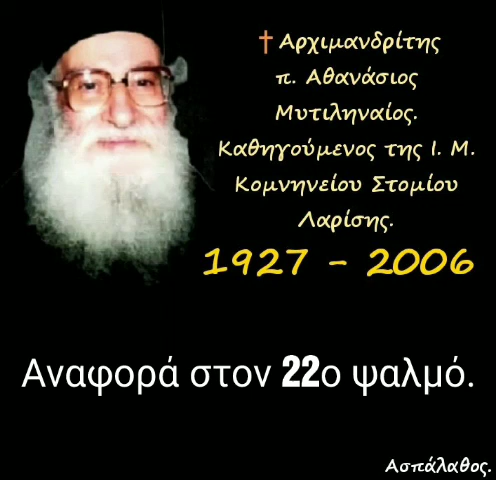 † Αρχιμανδρίτης
π. Αθανάσιος
Μυτιληναίος.
Καθηγούμενος της Ι. Μ.
Κομνηνείου Στομίου
Λαρίσης.
1927 - 2006
Αναφορά στον 22ο ψαλμό.
Ασπάλαθος.